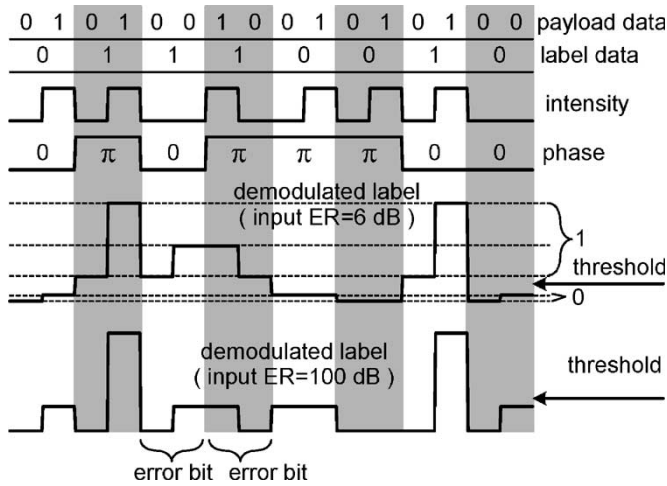 0 1 0 1 0 0 1 0 0 1 0 1 0 1 0 0 payload data
0 1 1 1 0 0 1 0 label data
intensity
0 π 0 π π π 0 0 phase
demodulated label
( input ER=6 dB )
1
threshold
0
demodulated label
( input ER=100 dB )
threshold
error bit error bit